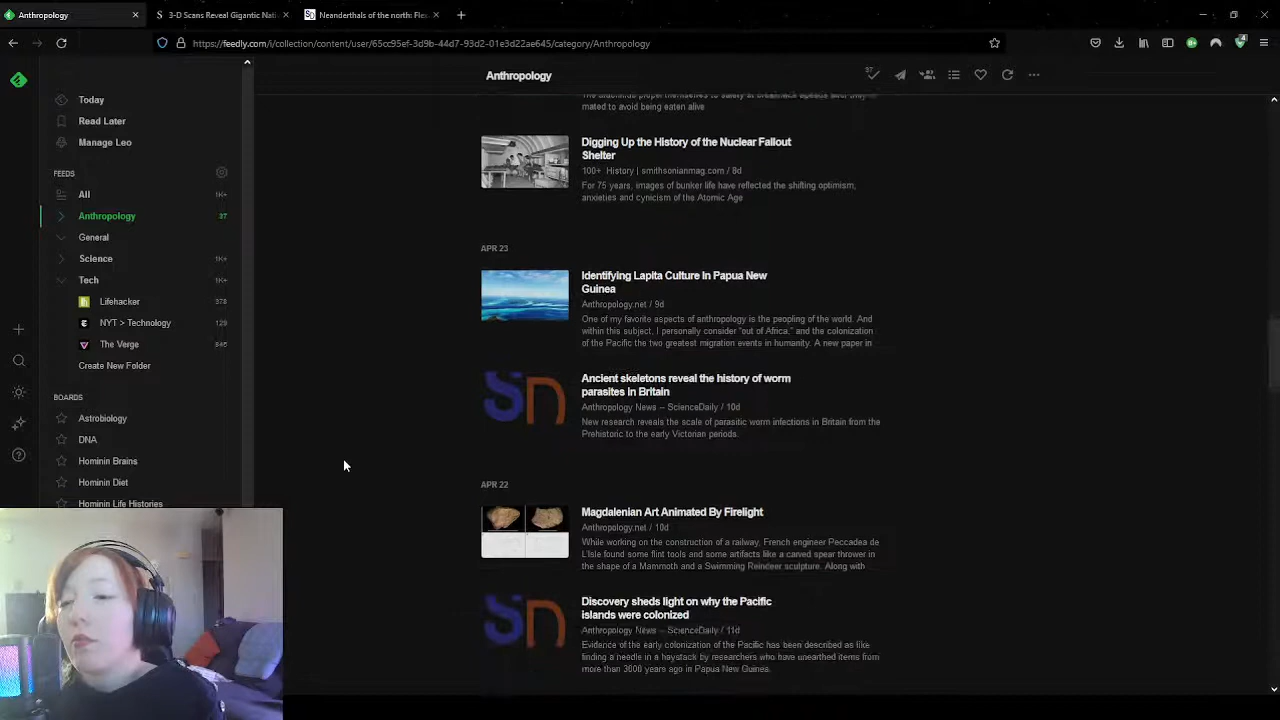 Anthropology
3-D Scans Reveal Gigantic Nati
SD Neanderthals of the north: Fle
https://feedly.com/i/collection/content/user/65cc95ef-3d9b-44d7-93d2-01e3d22ae645/category/Anthropology
4
Today
Read Later
Manage Leo
FEEDS
All 1K+
Anthropology 37
General
Science 1K+
Tech 1K+
Lifehacker 378
NYT > Technology 129
The Verge 845
Create New Folder
BOARDS
Astrobiology
DNA
Hominin Brains
Hominin Diet
Hominin Life Histories
Anthropology
37
mated to avoid being eaten alive
Digging Up the History of the Nuclear Fallout
Shelter
100+ History | smithsonianmag.com / 8d
For 75 years, images of bunker life have reflected the shifting optimism,
anxieties and cynicism of the Atomic Age
APR 23
Identifying Lapita Culture In Papua New
Guinea
Anthropology.net / 9d
One of my favorite aspects of anthropology is the peopling of the world. And
within this subject, I personally consider “out of Africa,” and the colonization
of the Pacific the two greatest migration events in humanity. A new paper in
SD
Ancient skeletons reveal the history of worm
parasites in Britain
Anthropology News – ScienceDaily / 10d
New research reveals the scale of parasitic worm infections in Britain from the
Prehistoric to the early Victorian periods.
APR 22
Magdalenian Art Animated By Firelight
Anthropology.net / 10d
While working on the construction of a railway, French engineer Peccadea de
L'Isle found some flint tools and some artifacts like a carved spear thrower in
the shape of a Mammoth and a Swimming Reindeer sculpture. Along with
SD
Discovery sheds light on why the Pacific
islands were colonized
Anthropology News – ScienceDaily / 11d
Evidence of the early colonization of the Pacific has been described as like
finding a needle in a haystack by researchers who have unearthed items from
more than 3000 years ago in Papua New Guinea.